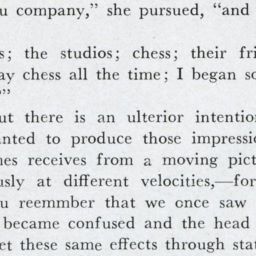 u company,” she pursued, “and
s; the studios; chess; their fri
ay chess all the time; I began so
”
ut there is an ulterior intention
nted to produce those impressi
nes receives from a moving pict
usly at different velocities,—for
u reemmber that we once saw
became confused and the head
et these same effects through stat